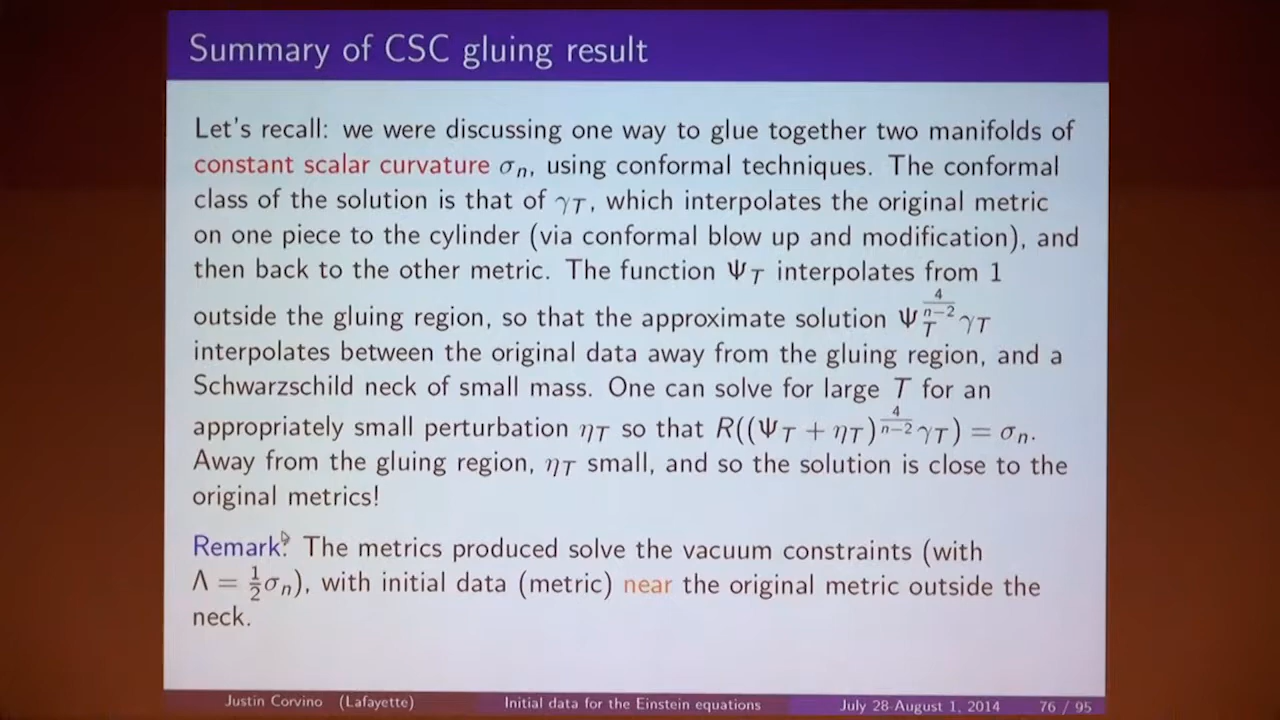 Summary of CSC gluing result
Let's recall: we were discussing one way to glue together two manifolds of
constant scalar curvature σₙ, using conformal techniques. The conformal
class of the solution is that of γ_T, which interpolates the original metric
on one piece to the cylinder (via conformal blow up and modification), and
then back to the other metric. The function Ψ_T interpolates from 1
outside the gluing region, so that the approximate solution Ψ_T^{4/(n−2)} γ_T
interpolates between the original data away from the gluing region, and a
Schwarzschild neck of small mass. One can solve for large T for an
appropriately small perturbation η_T so that R((Ψ_T + η_T)^{4/(n−2)} γ_T) = σₙ.
Away from the gluing region, η_T small, and so the solution is close to the
original metrics!
Remark: The metrics produced solve the vacuum constraints (with
Λ = ½σₙ), with initial data (metric) near the original metric outside the
neck.
Justin Corvino (Lafayette) Initial data for the Einstein equations July 28-August 1, 2014 76 / 95